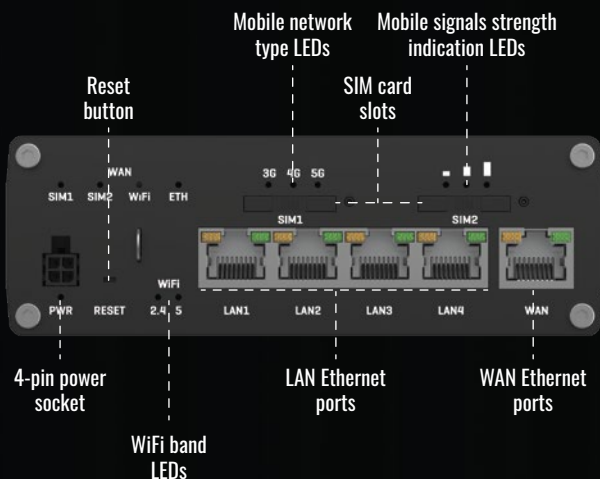 Mobile network
type LEDs
Mobile signals strength
indication LEDs
Reset
button
SIM card
slots
WAN
SIM1 SIM2 WiFi ETH
3G 4G 5G
SIM1
SIM2
WiFi
2.4 5
PWR RESET
LAN1 LAN2 LAN3 LAN4 WAN
4-pin power
socket
LAN Ethernet
ports
WAN Ethernet
ports
WiFi band
LEDs